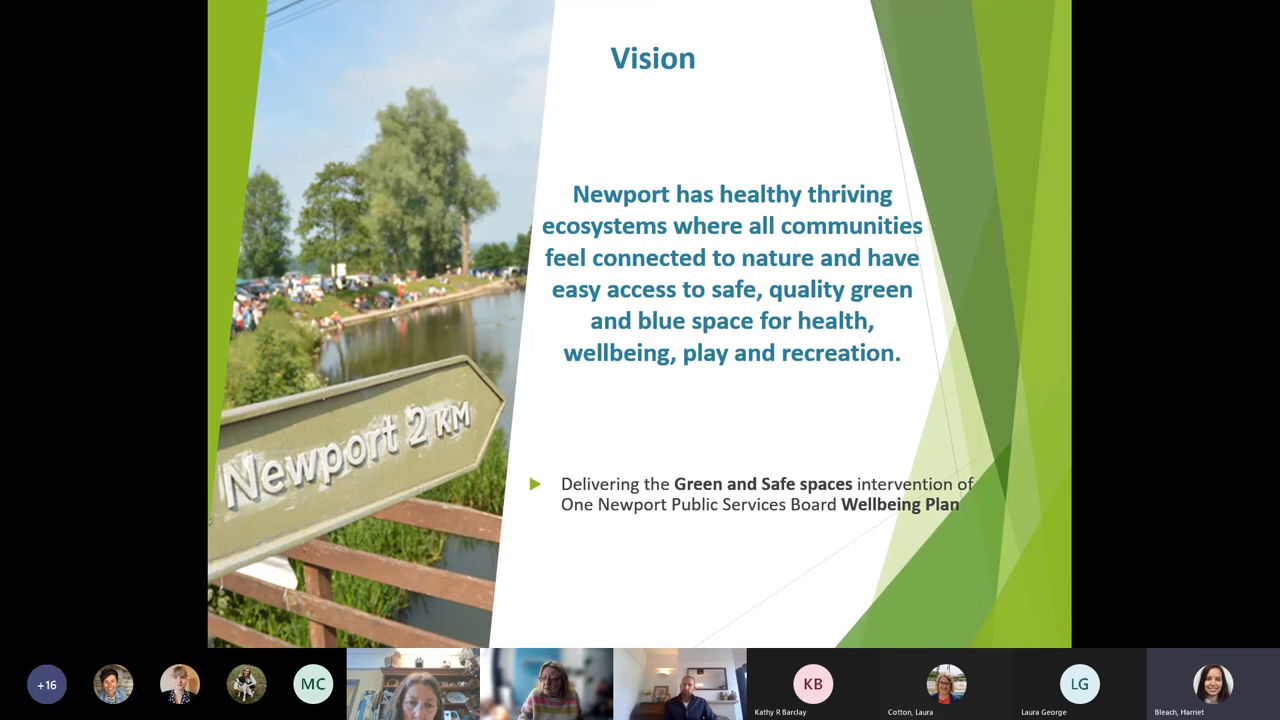 Vision
Newport has healthy thriving
ecosystems where all communities
feel connected to nature and have
easy access to safe, quality green
and blue space for health,
wellbeing, play and recreation.
Newport 2 KM
Delivering the Green and Safe spaces intervention of
One Newport Public Services Board Wellbeing Plan
+16
MC
KB
Kathy R Barclay
Cotton, Laura
LG
Laura George
Bleach, Harriet